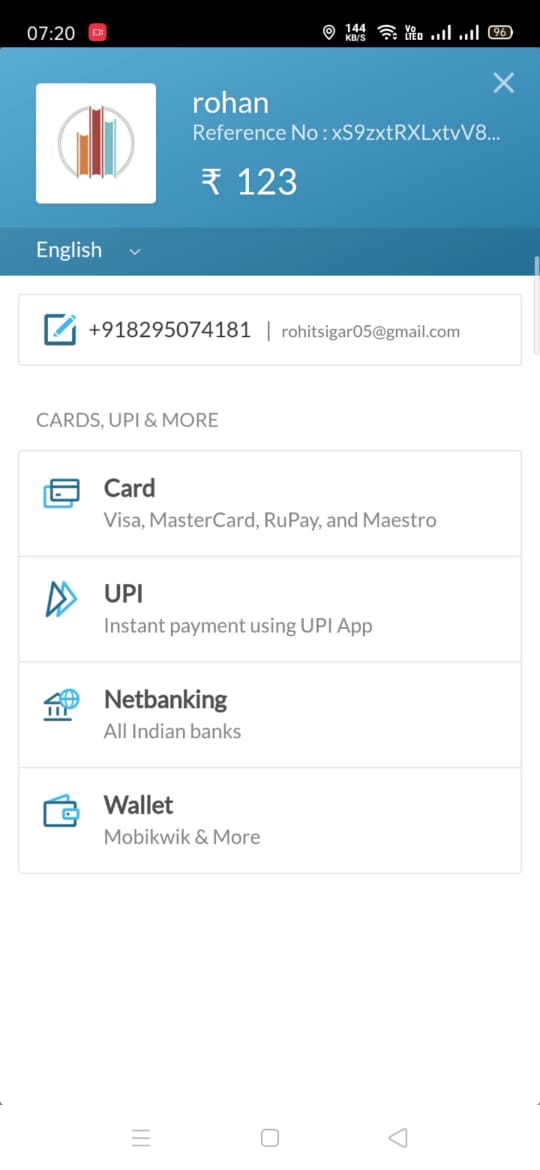 07:20
144
KB/S
Vo
LTE
96
rohan
Reference No : xS9zxtRXLxtvV8...
₹ 123
English
+918295074181 | rohitsigar05@gmail.com
CARDS, UPI & MORE
Card
Visa, MasterCard, RuPay, and Maestro
UPI
Instant payment using UPI App
Netbanking
All Indian banks
Wallet
Mobikwik & More